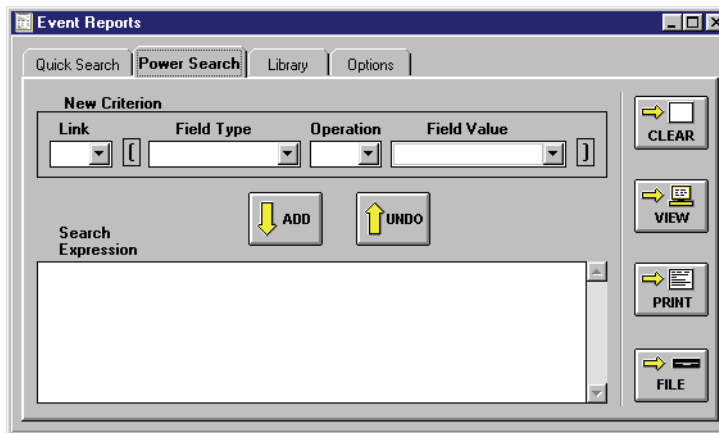 Event Reports
Quick Search Power Search Library Options
New Criterion
Link Field Type Operation Field Value
( )
CLEAR
ADD UNDO
VIEW
Search
Expression
PRINT
FILE